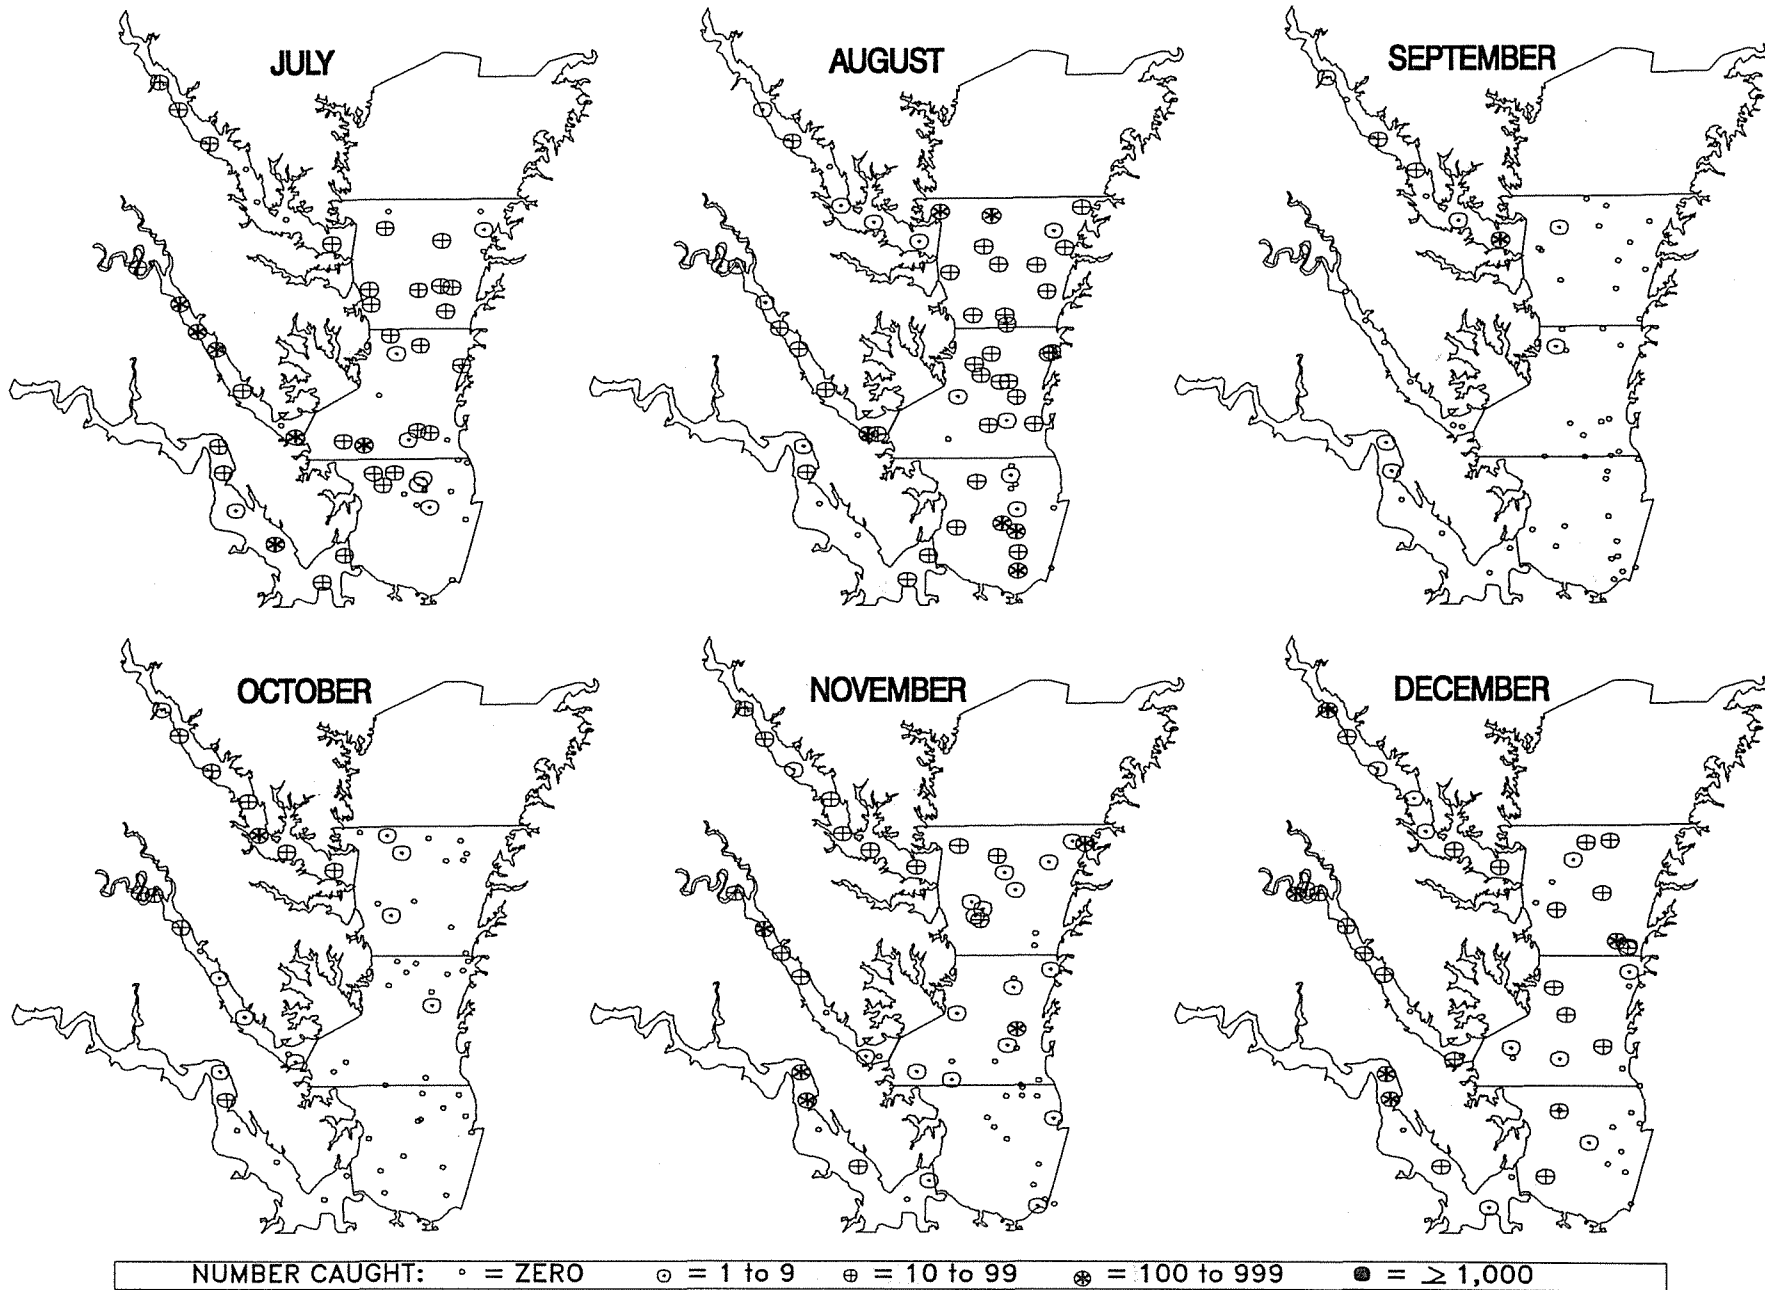 JULY
AUGUST
SEPTEMBER
OCTOBER
NOVEMBER
DECEMBER
NUMBER CAUGHT: = ZERO = 1 to 9 = 10 to 99 = 100 to 999 = ≥ 1,000